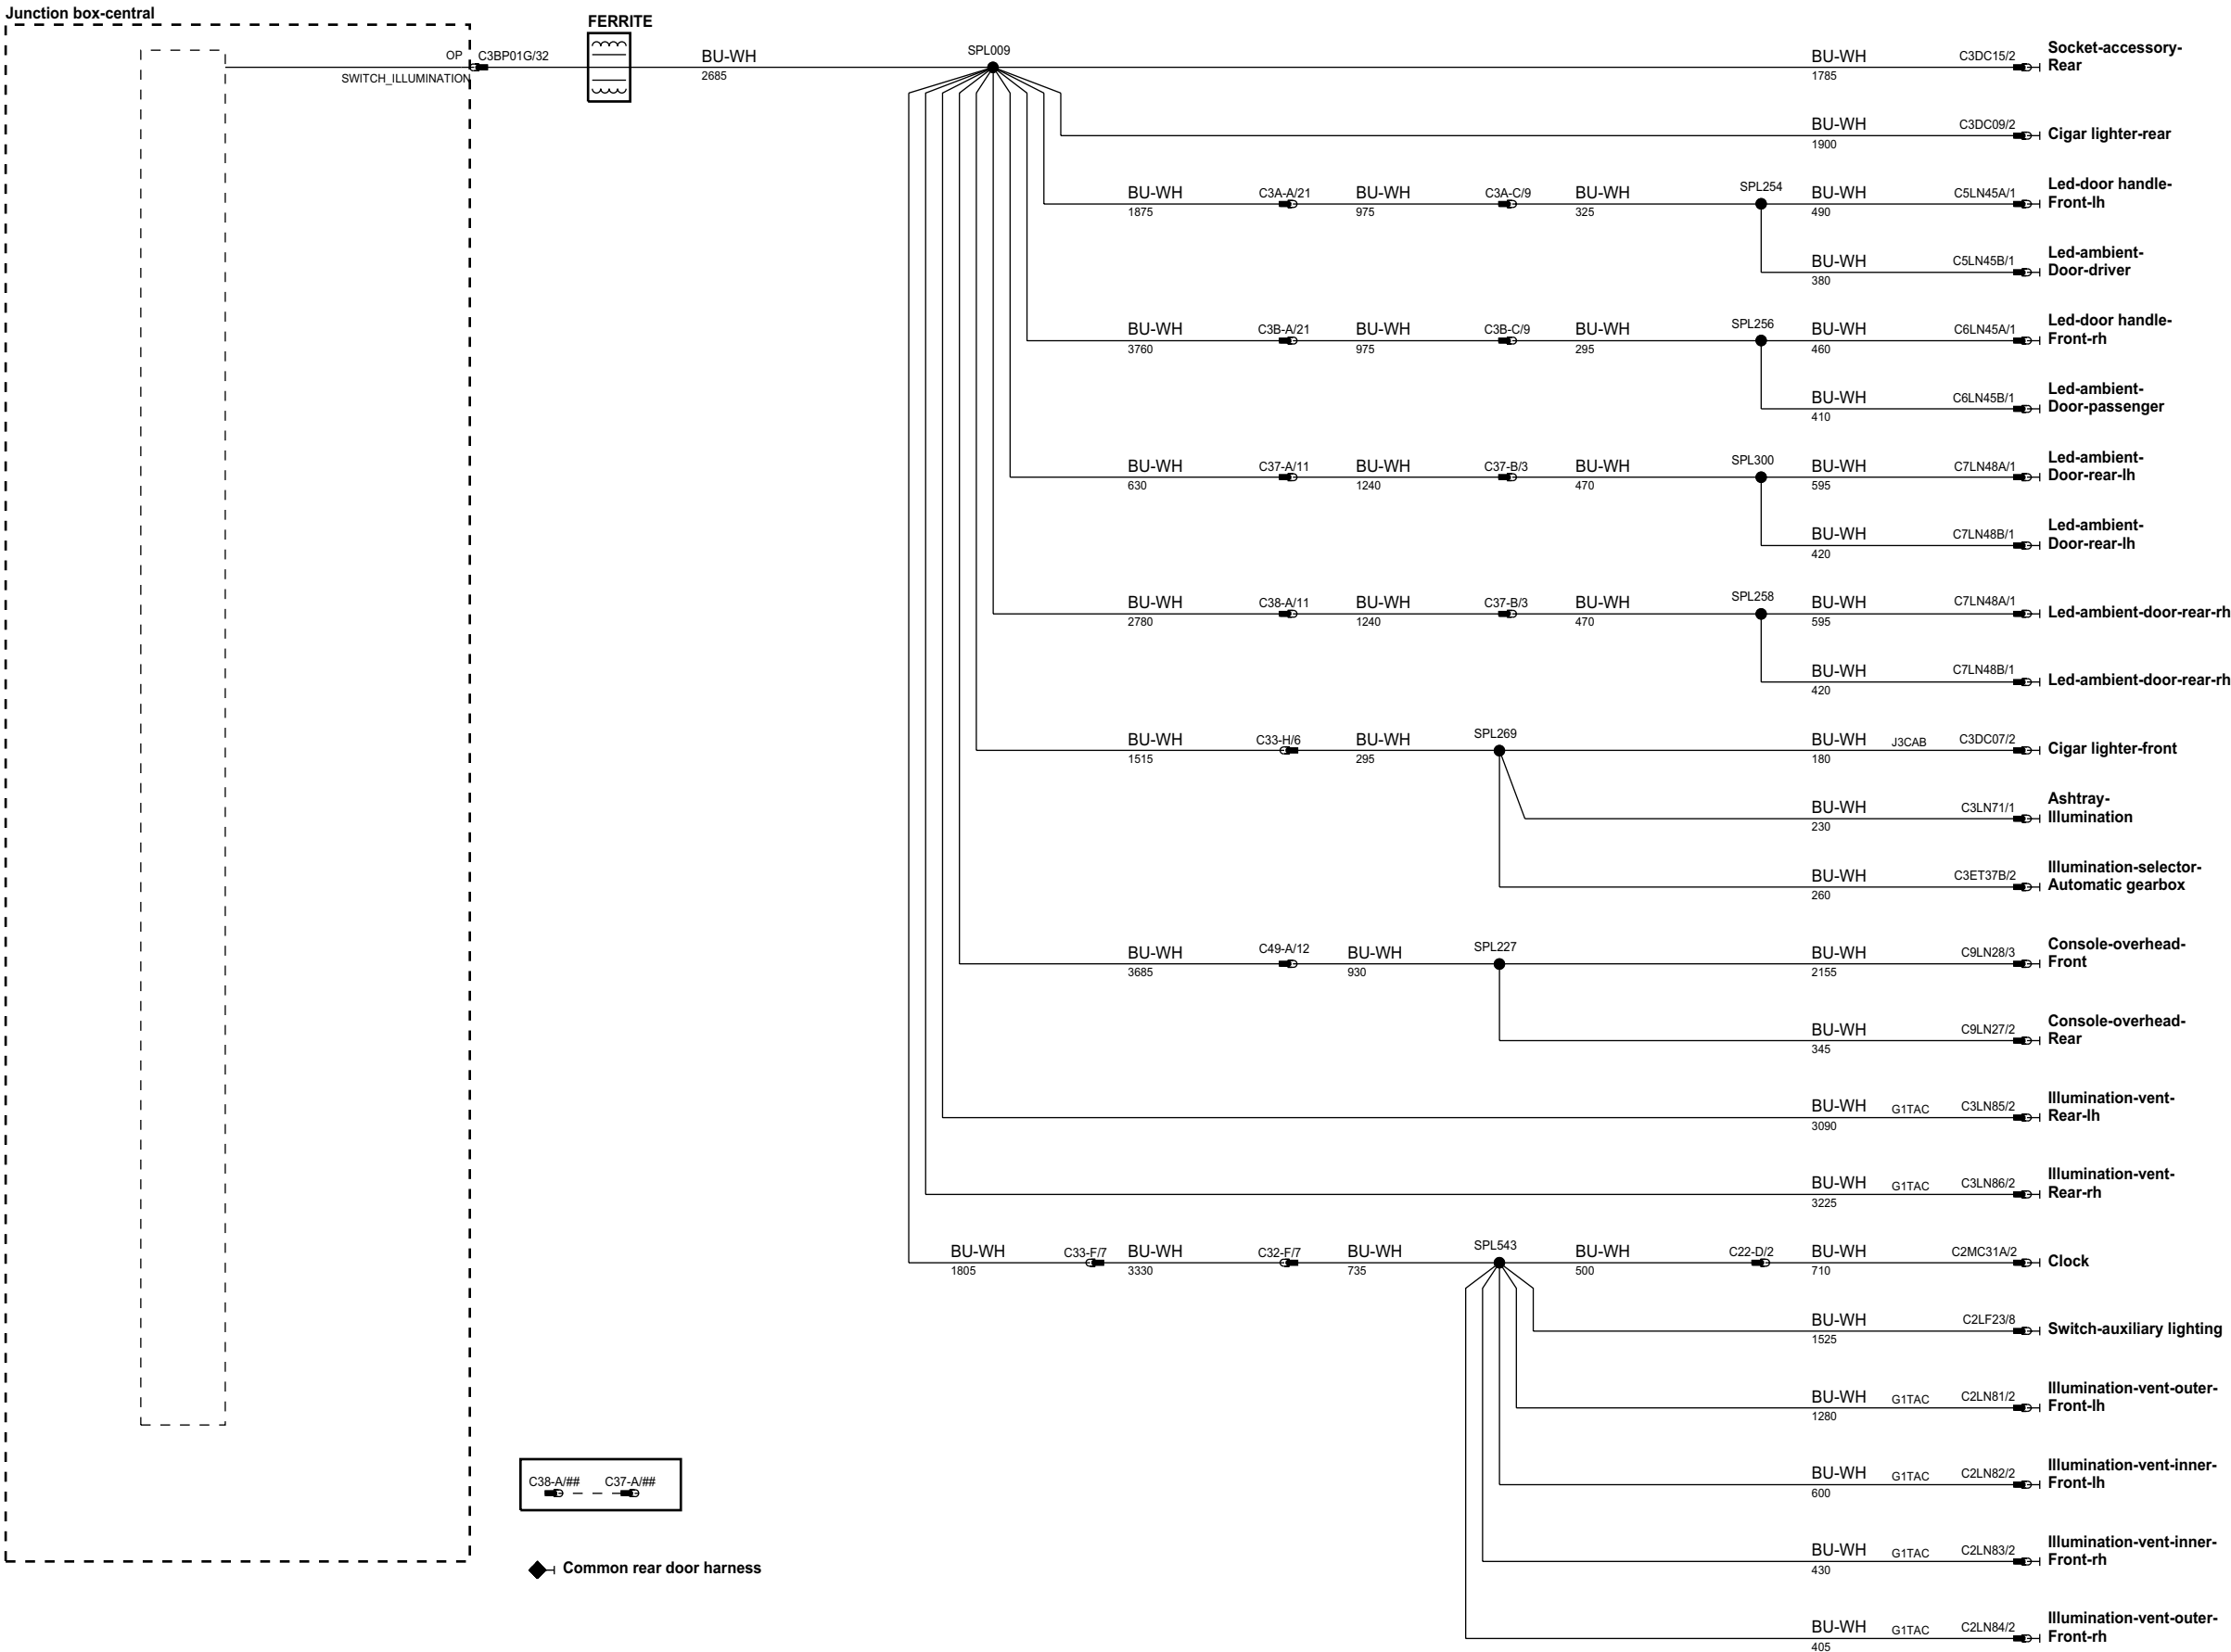 Junction box-central
FERRITE
OP C3BP01G/32
SWITCH_ILLUMINATION
BU-WH
2685
SPL009
BU-WH C3DC15/2
1785
Socket-accessory-
Rear
BU-WH C3DC09/2
1900
Cigar lighter-rear
BU-WH C3A-A/21 BU-WH C3A-C/9 BU-WH SPL254 BU-WH C5LN45A/1
1875 975 325 490
Led-door handle-
Front-lh
BU-WH C5LN45B/1
380
Led-ambient-
Door-driver
BU-WH C3B-A/21 BU-WH C3B-C/9 BU-WH SPL256 BU-WH C6LN45A/1
3760 975 295 460
Led-door handle-
Front-rh
BU-WH C6LN45B/1
410
Led-ambient-
Door-passenger
BU-WH C37-A/11 BU-WH C37-B/3 BU-WH SPL300 BU-WH C7LN48A/1
630 1240 470 595
Led-ambient-
Door-rear-lh
BU-WH C7LN48B/1
420
Led-ambient-
Door-rear-lh
BU-WH C38-A/11 BU-WH C37-B/3 BU-WH SPL258 BU-WH C7LN48A/1
2780 1240 470 595
Led-ambient-door-rear-rh
BU-WH C7LN48B/1
420
Led-ambient-door-rear-rh
BU-WH C33-H/6 BU-WH SPL269 BU-WH J3CAB C3DC07/2
1515 295 180
Cigar lighter-front
BU-WH C3LN71/1
230
Ashtray-
Illumination
BU-WH C3ET37B/2
260
Illumination-selector-
Automatic gearbox
BU-WH C49-A/12 BU-WH SPL227 BU-WH C9LN28/3
3685 930 2155
Console-overhead-
Front
BU-WH C9LN27/2
345
Console-overhead-
Rear
BU-WH G1TAC C3LN85/2
3090
Illumination-vent-
Rear-lh
BU-WH G1TAC C3LN86/2
3225
Illumination-vent-
Rear-rh
BU-WH C33-F/7 BU-WH C32-F/7 BU-WH SPL543 BU-WH C22-D/2 BU-WH C2MC31A/2
1805 3330 735 500 710
Clock
BU-WH C2LF23/8
1525
Switch-auxiliary lighting
BU-WH G1TAC C2LN81/2
1280
Illumination-vent-outer-
Front-lh
BU-WH G1TAC C2LN82/2
600
Illumination-vent-inner-
Front-lh
BU-WH G1TAC C2LN83/2
430
Illumination-vent-inner-
Front-rh
BU-WH G1TAC C2LN84/2
405
Illumination-vent-outer-
Front-rh
C38-A/## C37-A/##
Common rear door harness